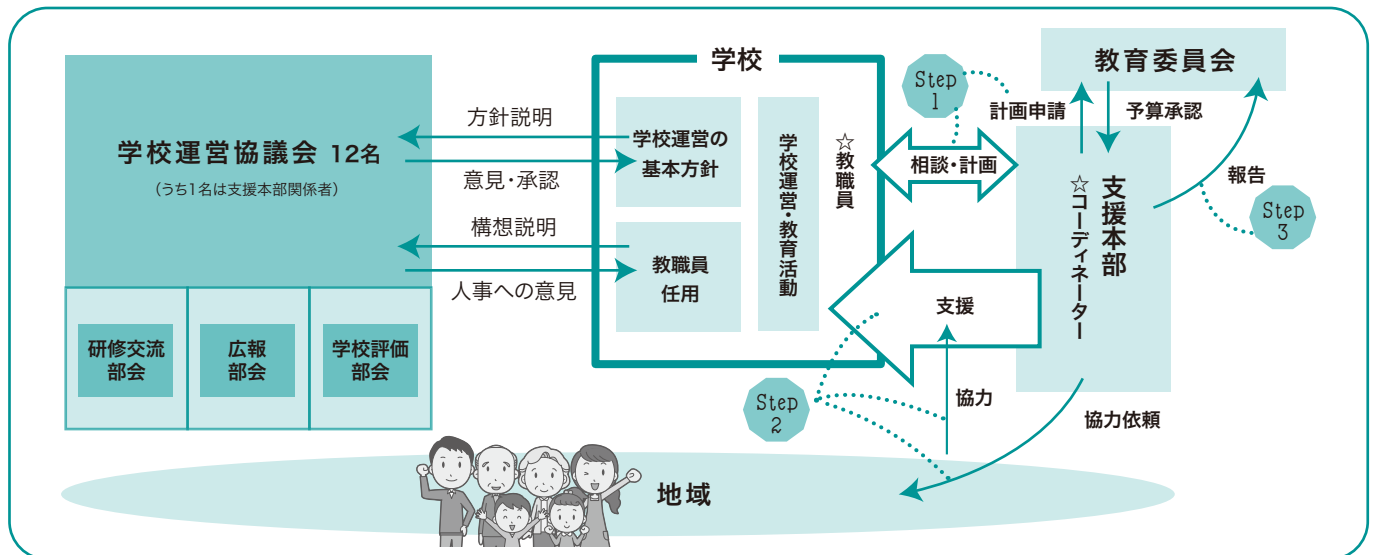 学校運営協議会 12名
(うち1名は支援本部関係者)
研修交流
部会
広報
部会
学校評価
部会
方針説明
意見・承認
構想説明
人事への意見
学校
学校運営の
基本方針
教職員
任用
学校運営・教育活動
☆教職員
Step
1
相談・計画
教育委員会
計画申請
予算承認
支援本部
☆コーディネーター
報告
Step
3
支援
Step
2
協力
協力依頼
地域